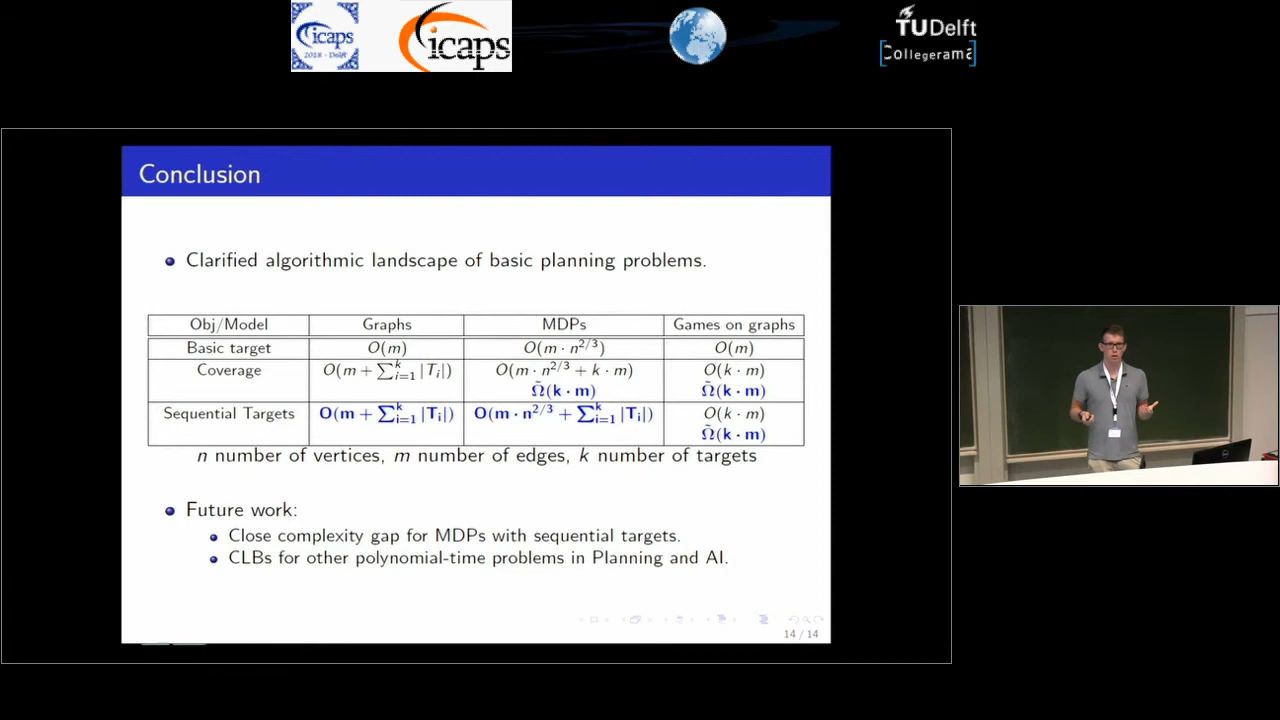 icaps
2018 - Delft
icaps
TUDelft
Collegerama
Conclusion
Clarified algorithmic landscape of basic planning problems.
Obj/Model Graphs MDPs Games on graphs
Basic target O(m) O(m · n^{2/3}) O(m)
Coverage O(m + ∑_{i=1}^{k} |T_i|) O(m · n^{2/3} + k · m) O(k · m)
Ω̃(k · m) Ω̃(k · m)
Sequential Targets O(m + ∑_{i=1}^{k} |T_i|) O(m · n^{2/3} + ∑_{i=1}^{k} |T_i|) O(k · m)
Ω̃(k · m)
n number of vertices, m number of edges, k number of targets
Future work:
Close complexity gap for MDPs with sequential targets.
CLBs for other polynomial-time problems in Planning and AI.
14 / 14